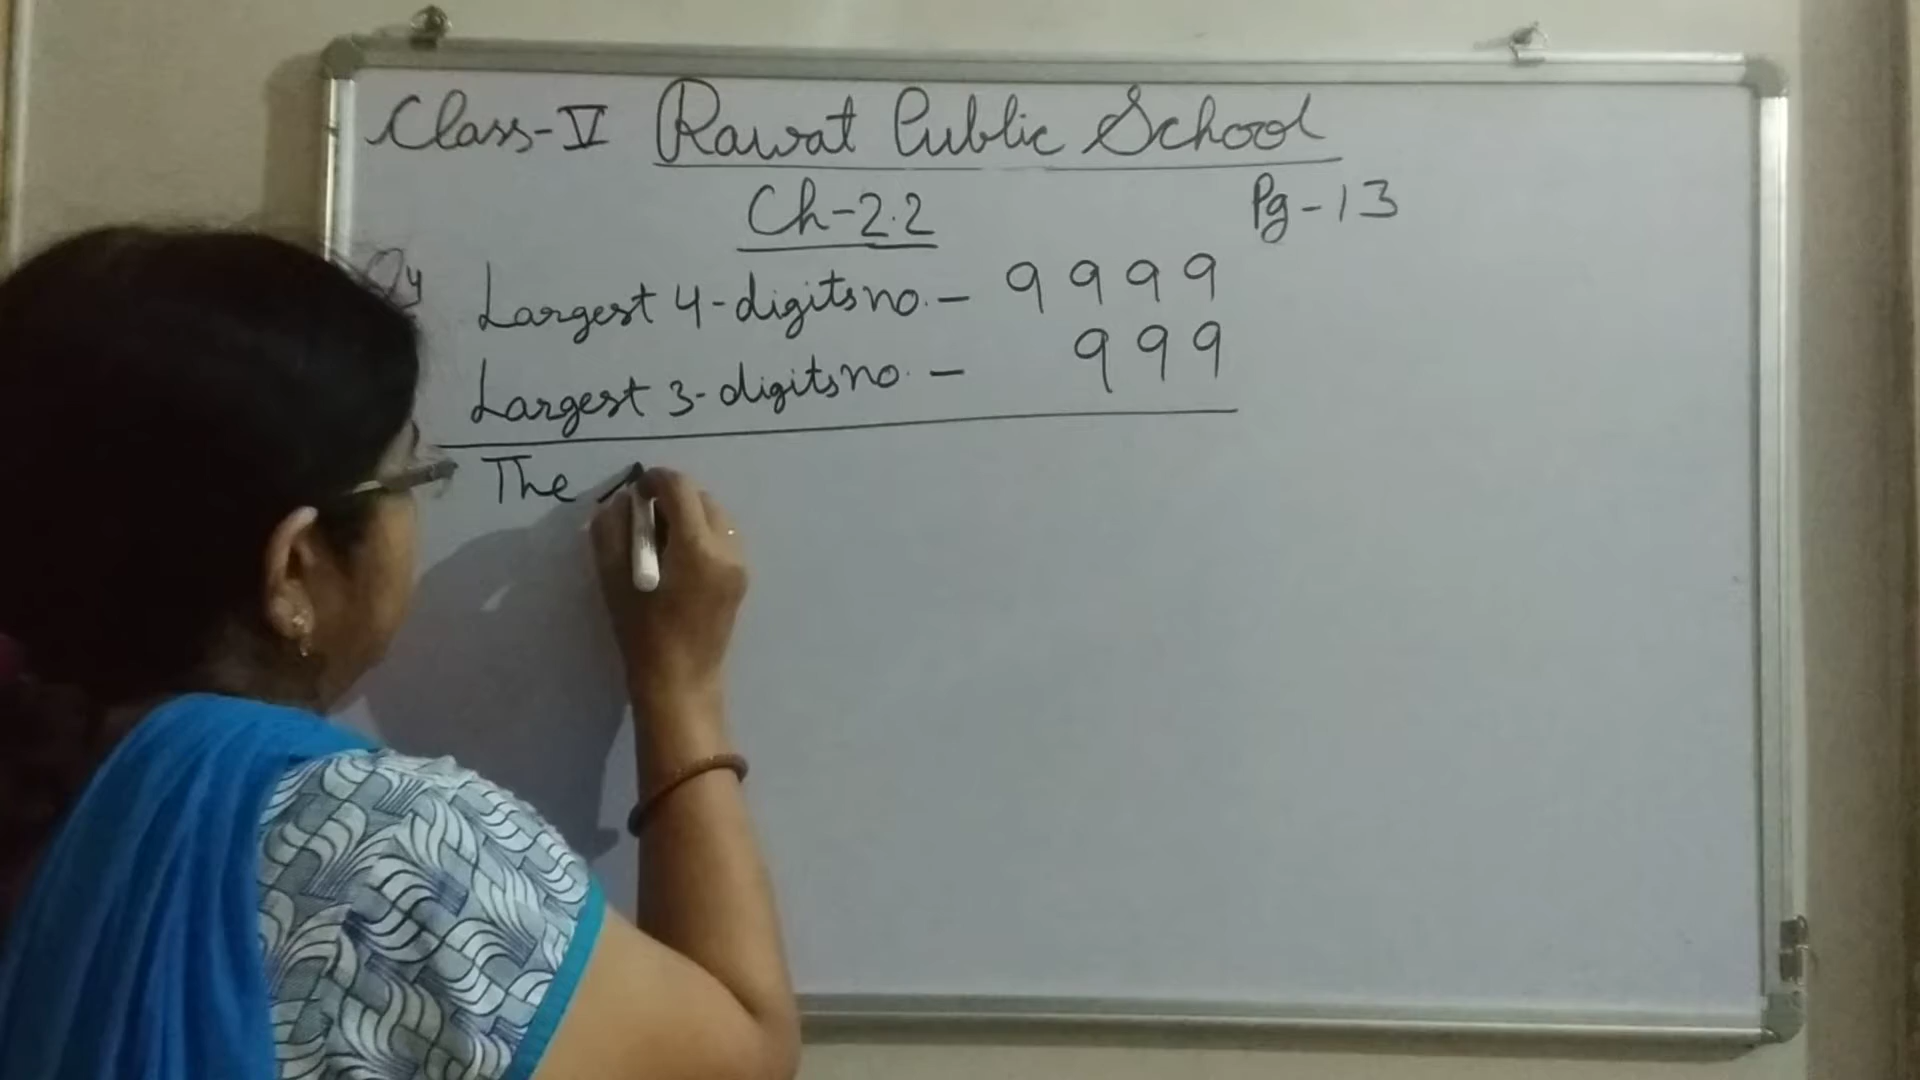 Class-V Rawat Public School
Ch-2.2 Pg-13
Q4 Largest 4-digits no. - 9999
Largest 3-digits no. - 999
The